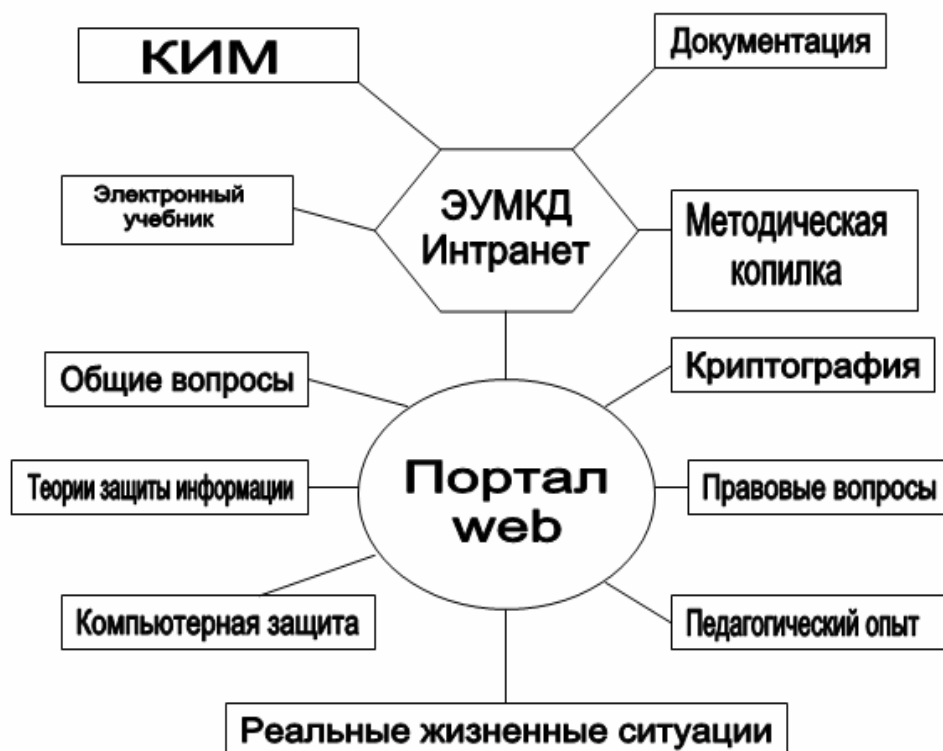 КИМ
Документация
Электронный
учебник
ЭУМКД
Интранет
Методическая
копилка
Общие вопросы
Криптография
Теории защиты информации
Портал
web
Правовые вопросы
Компьютерная защита
Педагогический опыт
Реальные жизненные ситуации